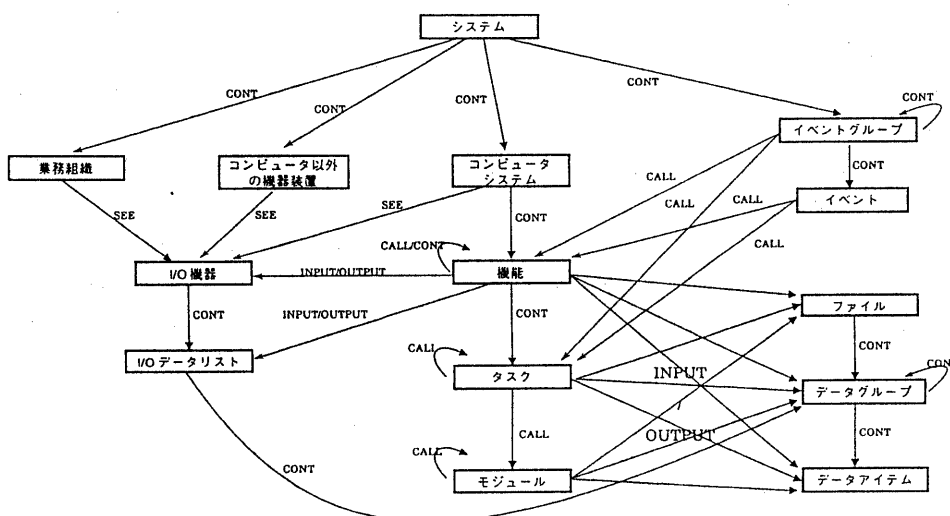 システム
CONT
CONT
CONT
CONT
CONT
イベントグループ
業務組織
コンピュータ以外
の機器装置
コンピュータ
システム
CONT
CALL
CALL
CALL
イベント
SEE
SEE
SEE
CONT
CALL
CALL/CONT
I/O 機器
INPUT/OUTPUT
機能
ファイル
CONT
INPUT/OUTPUT
CONT
CONT
I/O データリスト
CALL
タスク
INPUT
/
CON
データグループ
CALL
OUTPUT
CONT
CALL
CONT
モジュール
データアイテム